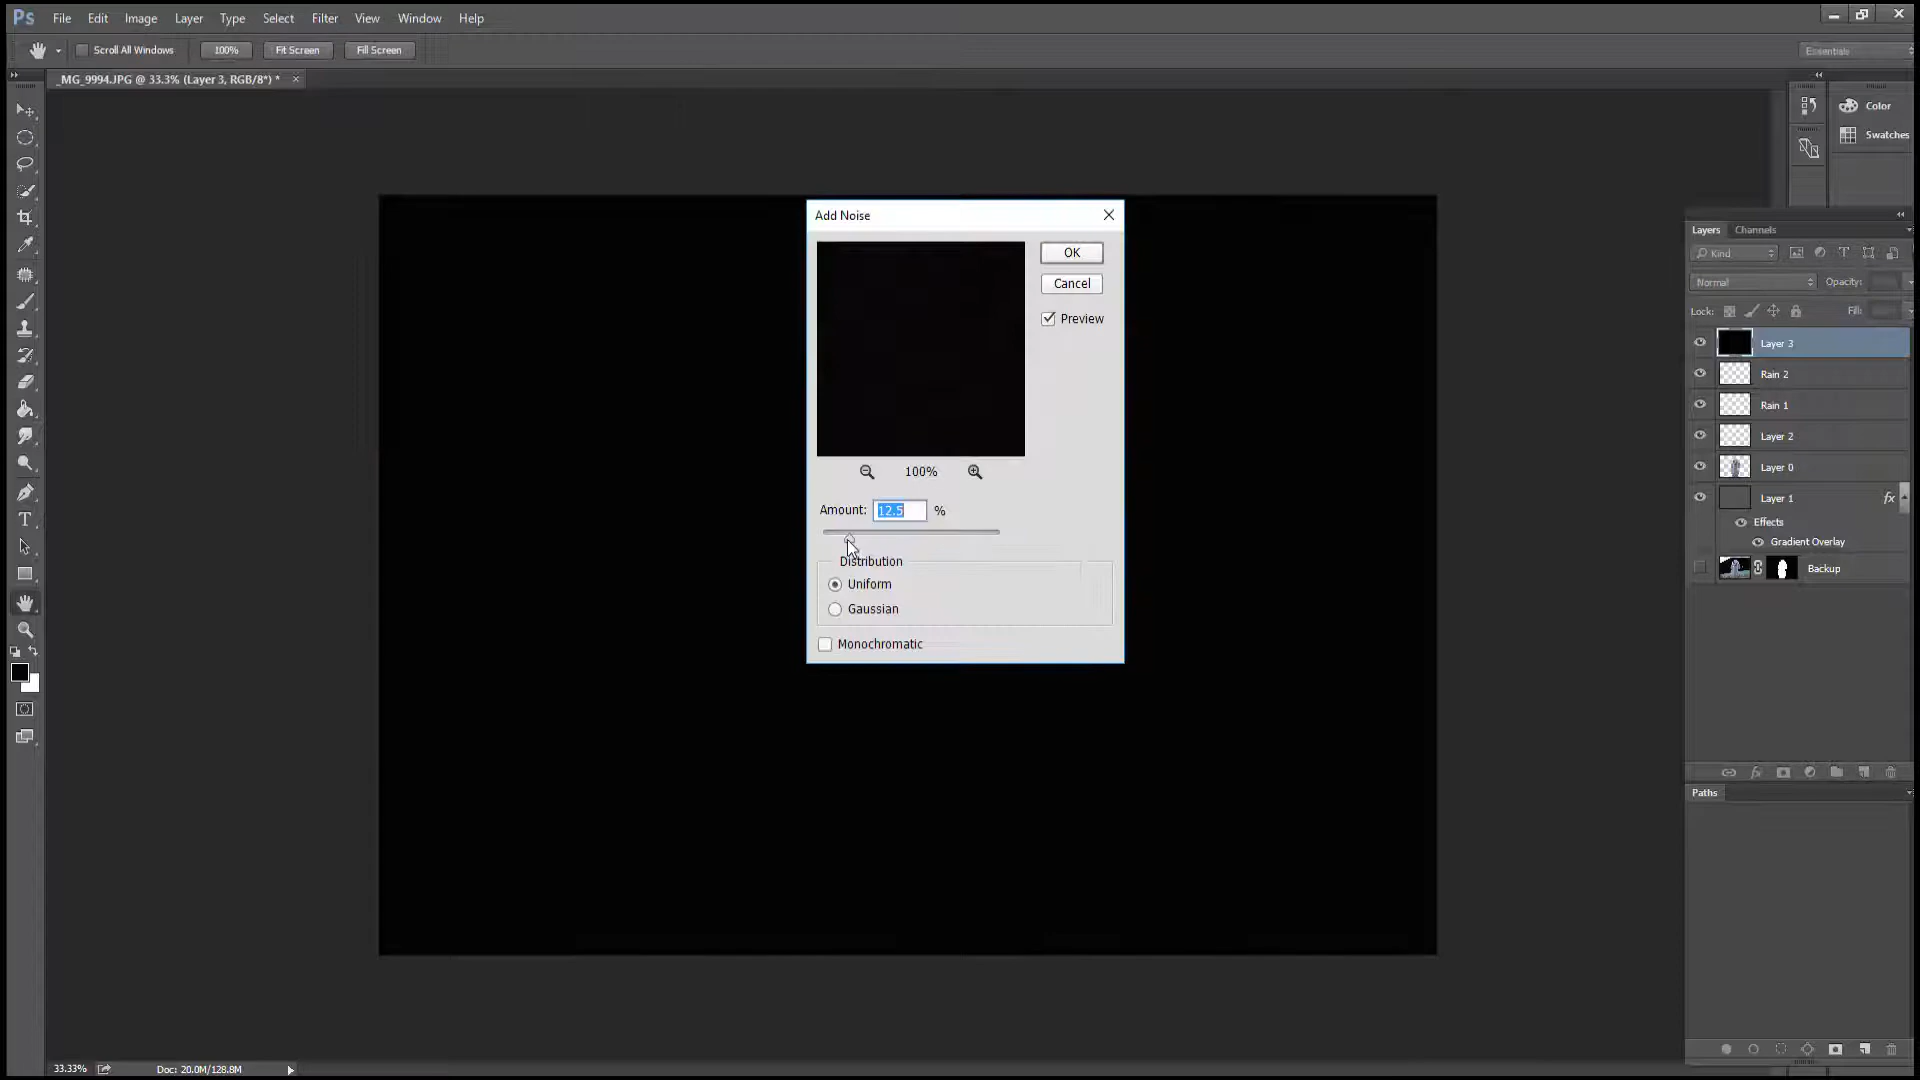 Ps File Edit Image Layer Type Select Filter View Window Help
Scroll All Windows 100% Fit Screen Fill Screen Essentials
_MG_9994.JPG @ 33.3% (Layer 3, RGB/8*) * ×
Color
Swatches
Add Noise
OK
Cancel
Preview
100%
Amount: 12.5 %
Distribution
Uniform
Gaussian
Monochromatic
Layers Channels
Kind
Normal Opacity:
Lock: Fill:
Layer 3
Rain 2
Rain 1
Layer 2
Layer 0
Layer 1 fx
Effects
Gradient Overlay
Backup
fx
Paths
33.33% Doc: 20.0M/128.8M